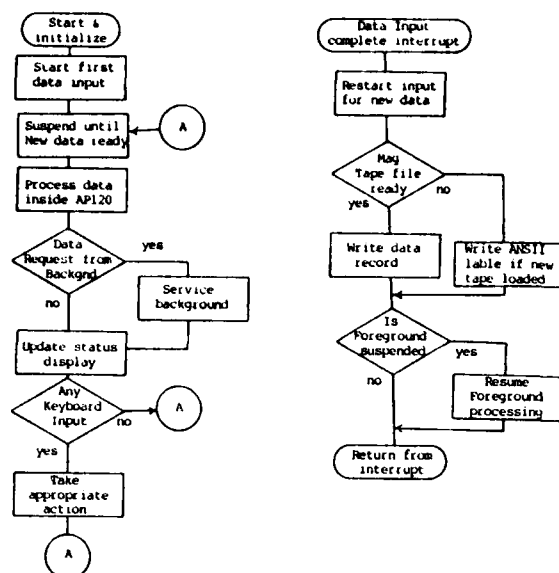 Start &
initialize
Start first
data input
Suspend until
New data ready
A
Process data
inside AP120
Data
Request from
Backgnd
yes
no
Service
background
Update status
display
Any
Keyboard
Input
no
A
yes
Take
appropriate
action
A
Data Input
complete interrupt
Restart input
for new data
Mag
Tape file
ready
yes
no
Write data
record
Write ANSII
lable if new
tape loaded
Is
Foreground
suspended
yes
no
Resume
Foreground
processing
Return from
interrupt